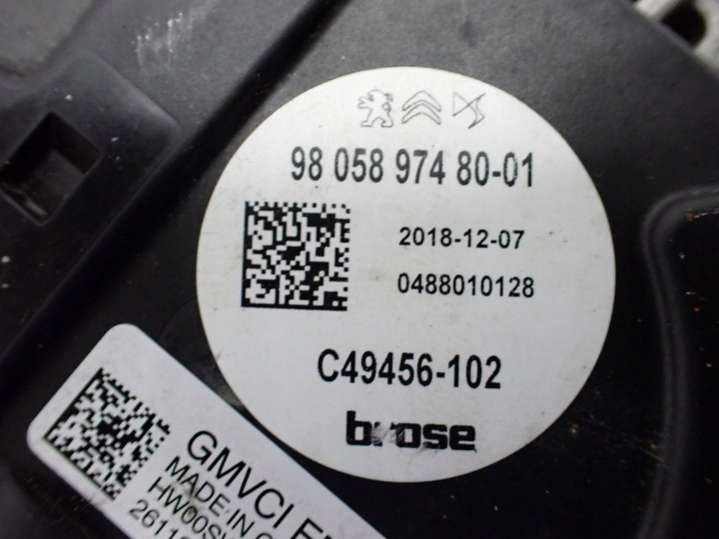 98 058 974 80-01
2018-12-07
0488010128
C49456-102
brose
GMVCI
MADE IN